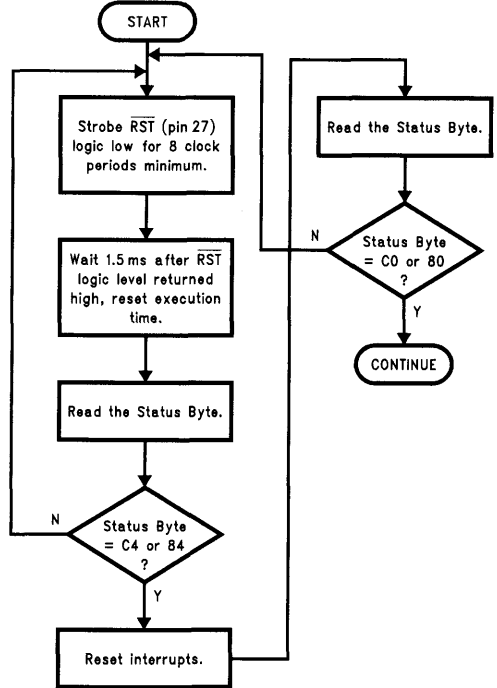 START
Strobe R̅S̅T̅ (pin 27)
logic low for 8 clock
periods minimum.
Wait 1.5 ms after R̅S̅T̅
logic level returned
high, reset execution
time.
Read the Status Byte.
N
Status Byte
= C4 or 84
?
Y
Reset interrupts.
Read the Status Byte.
N
Status Byte
= C0 or 80
?
Y
CONTINUE